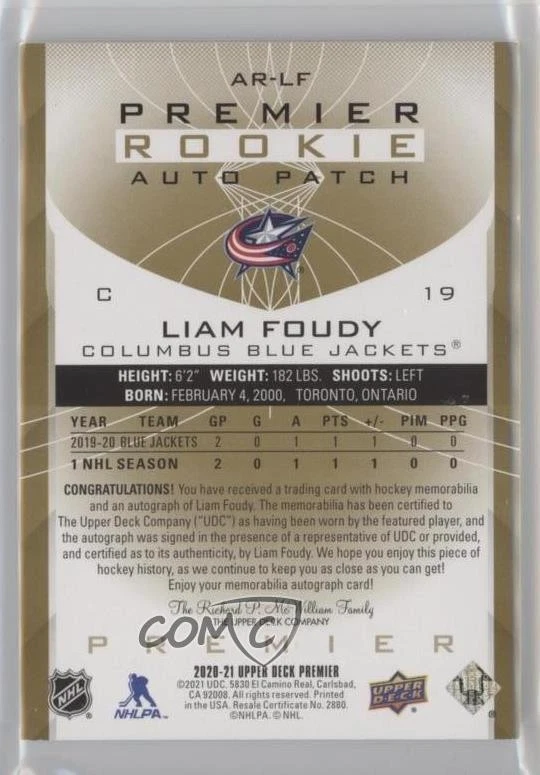 AR-LF
PREMIER
ROOKIE
AUTO PATCH
C 19
LIAM FOUDY
COLUMBUS BLUE JACKETS®
HEIGHT: 6'2" WEIGHT: 182 LBS. SHOOTS: LEFT
BORN: FEBRUARY 4, 2000, TORONTO, ONTARIO
YEAR TEAM GP G A PTS +/- PIM PPG
2019-20 BLUE JACKETS 2 0 1 1 1 0 0
1 NHL SEASON 2 0 1 1 1 0 0
CONGRATULATIONS! You have received a trading card with hockey memorabilia
and an autograph of Liam Foudy. The memorabilia has been certified to
The Upper Deck Company ("UDC") as having been worn by the featured player, and
the autograph was signed in the presence of a representative of UDC or provided,
and certified as to its authenticity, by Liam Foudy. We hope you enjoy this piece of
hockey history, as we continue to keep you as close as you can get!
Enjoy your memorabilia autograph card!
The Richard P. McWilliam Family
THE UPPER DECK COMPANY
COMC
PREMIER
2020-21 UPPER DECK PREMIER
©2021 UDC. 5830 El Camino Real, Carlsbad,
CA 92008. All rights reserved. Printed
in the USA. Resale Certificate No. 2880.
©NHLPA. © NHL.
NHL ®
NHLPA™
UPPER DECK
®